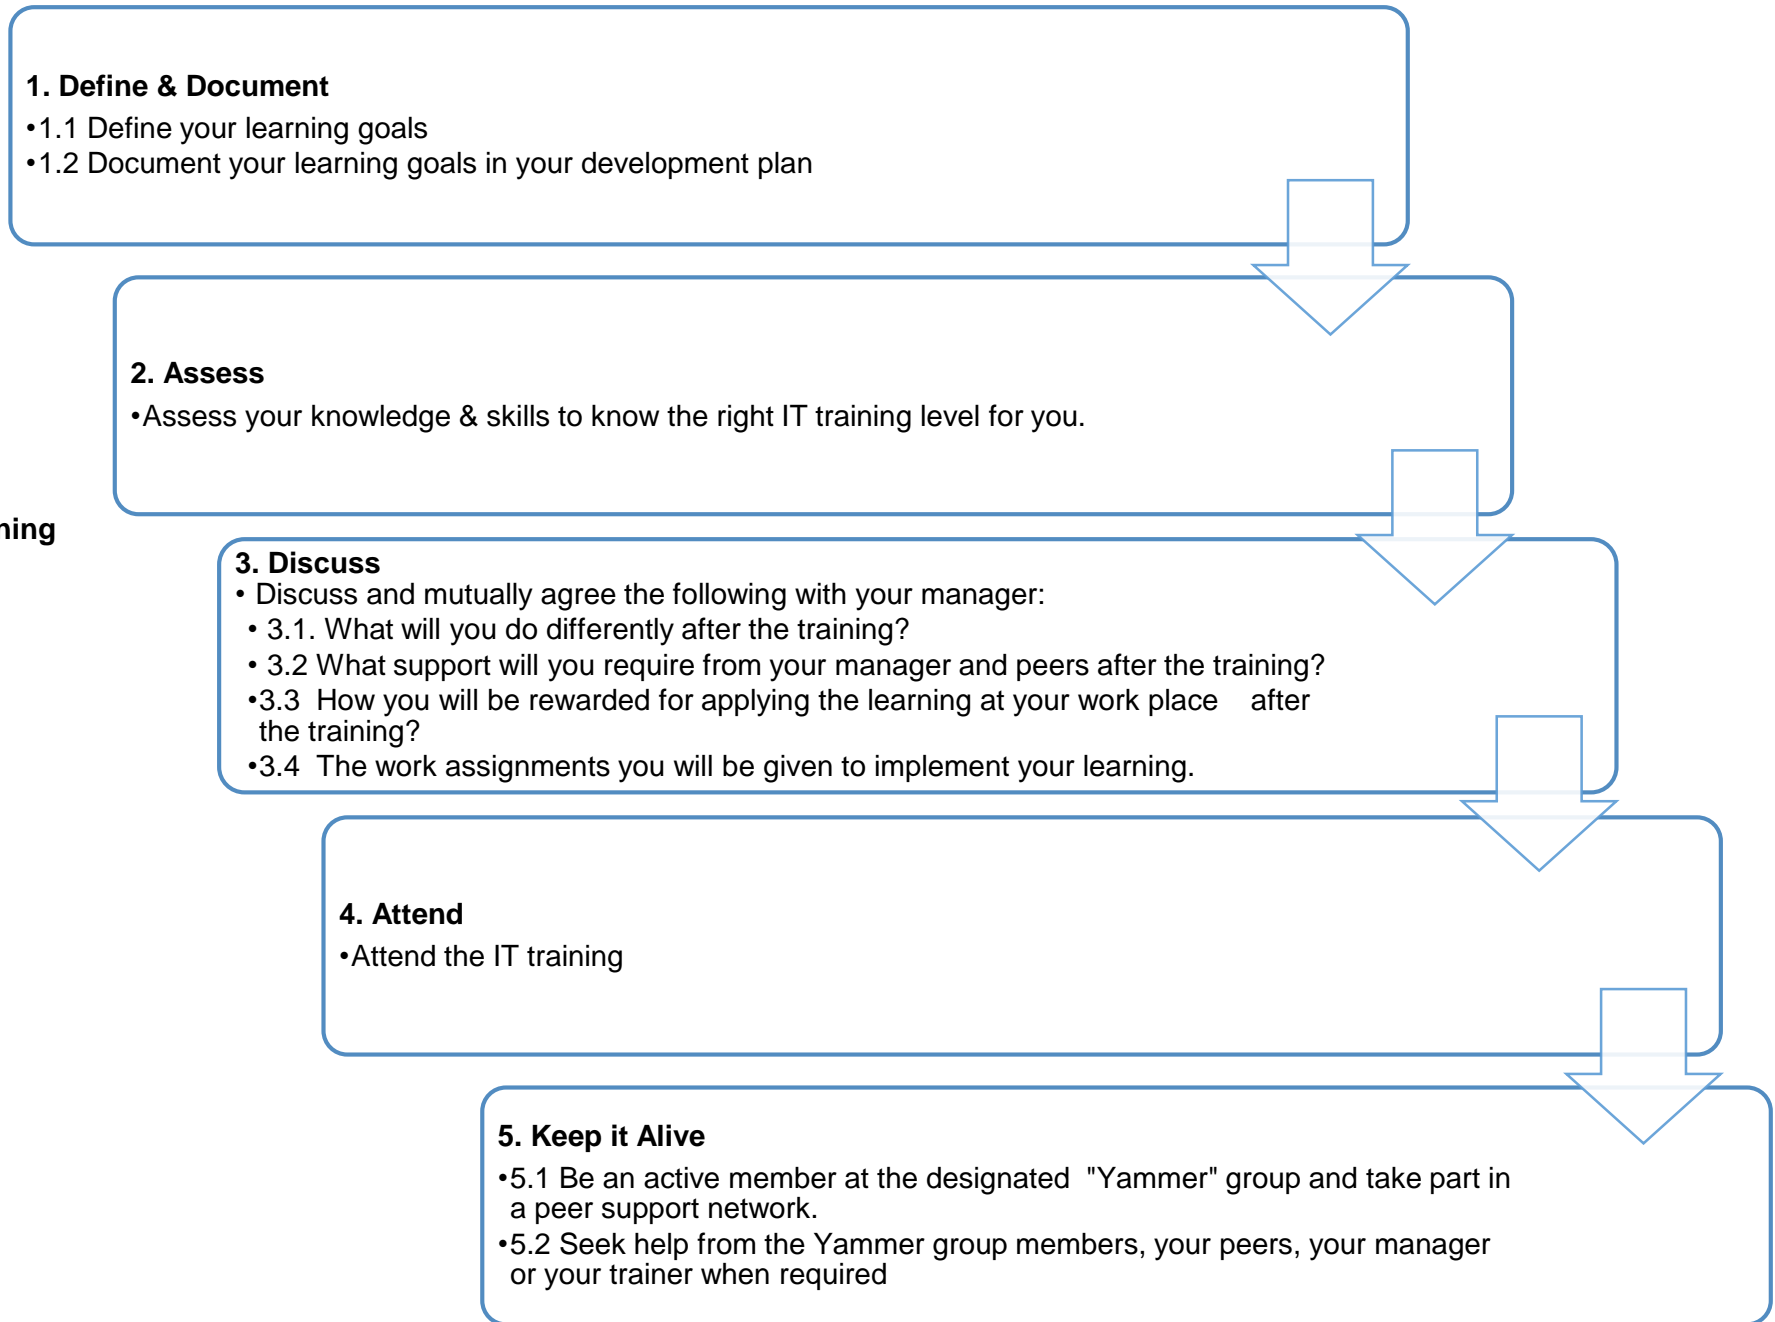 1. Define & Document
•1.1 Define your learning goals
•1.2 Document your learning goals in your development plan
2. Assess
•Assess your knowledge & skills to know the right IT training level for you.
ning
3. Discuss
• Discuss and mutually agree the following with your manager:
• 3.1. What will you do differently after the training?
• 3.2 What support will you require from your manager and peers after the training?
•3.3 How you will be rewarded for applying the learning at your work place after
the training?
•3.4 The work assignments you will be given to implement your learning.
4. Attend
•Attend the IT training
5. Keep it Alive
•5.1 Be an active member at the designated "Yammer" group and take part in
a peer support network.
•5.2 Seek help from the Yammer group members, your peers, your manager
or your trainer when required